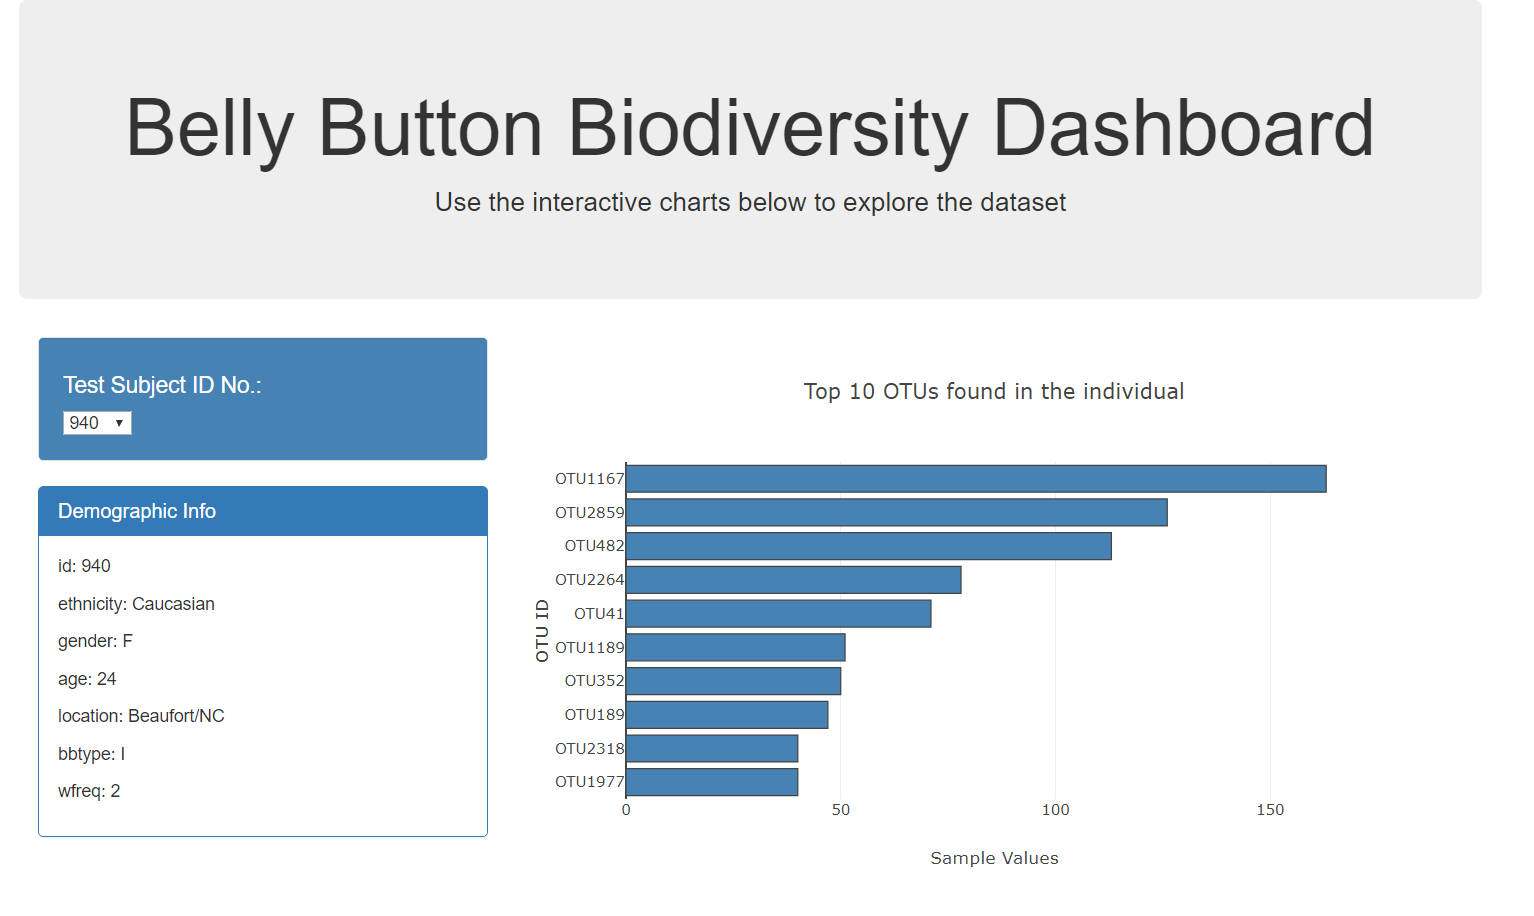 Belly Button Biodiversity Dashboard
Use the interactive charts below to explore the dataset
Test Subject ID No.:
940
Demographic Info
id: 940
ethnicity: Caucasian
gender: F
age: 24
location: Beaufort/NC
bbtype: I
wfreq: 2
Top 10 OTUs found in the individual
OTU ID
OTU1167
OTU2859
OTU482
OTU2264
OTU41
OTU1189
OTU352
OTU189
OTU2318
OTU1977
0 50 100 150
Sample Values